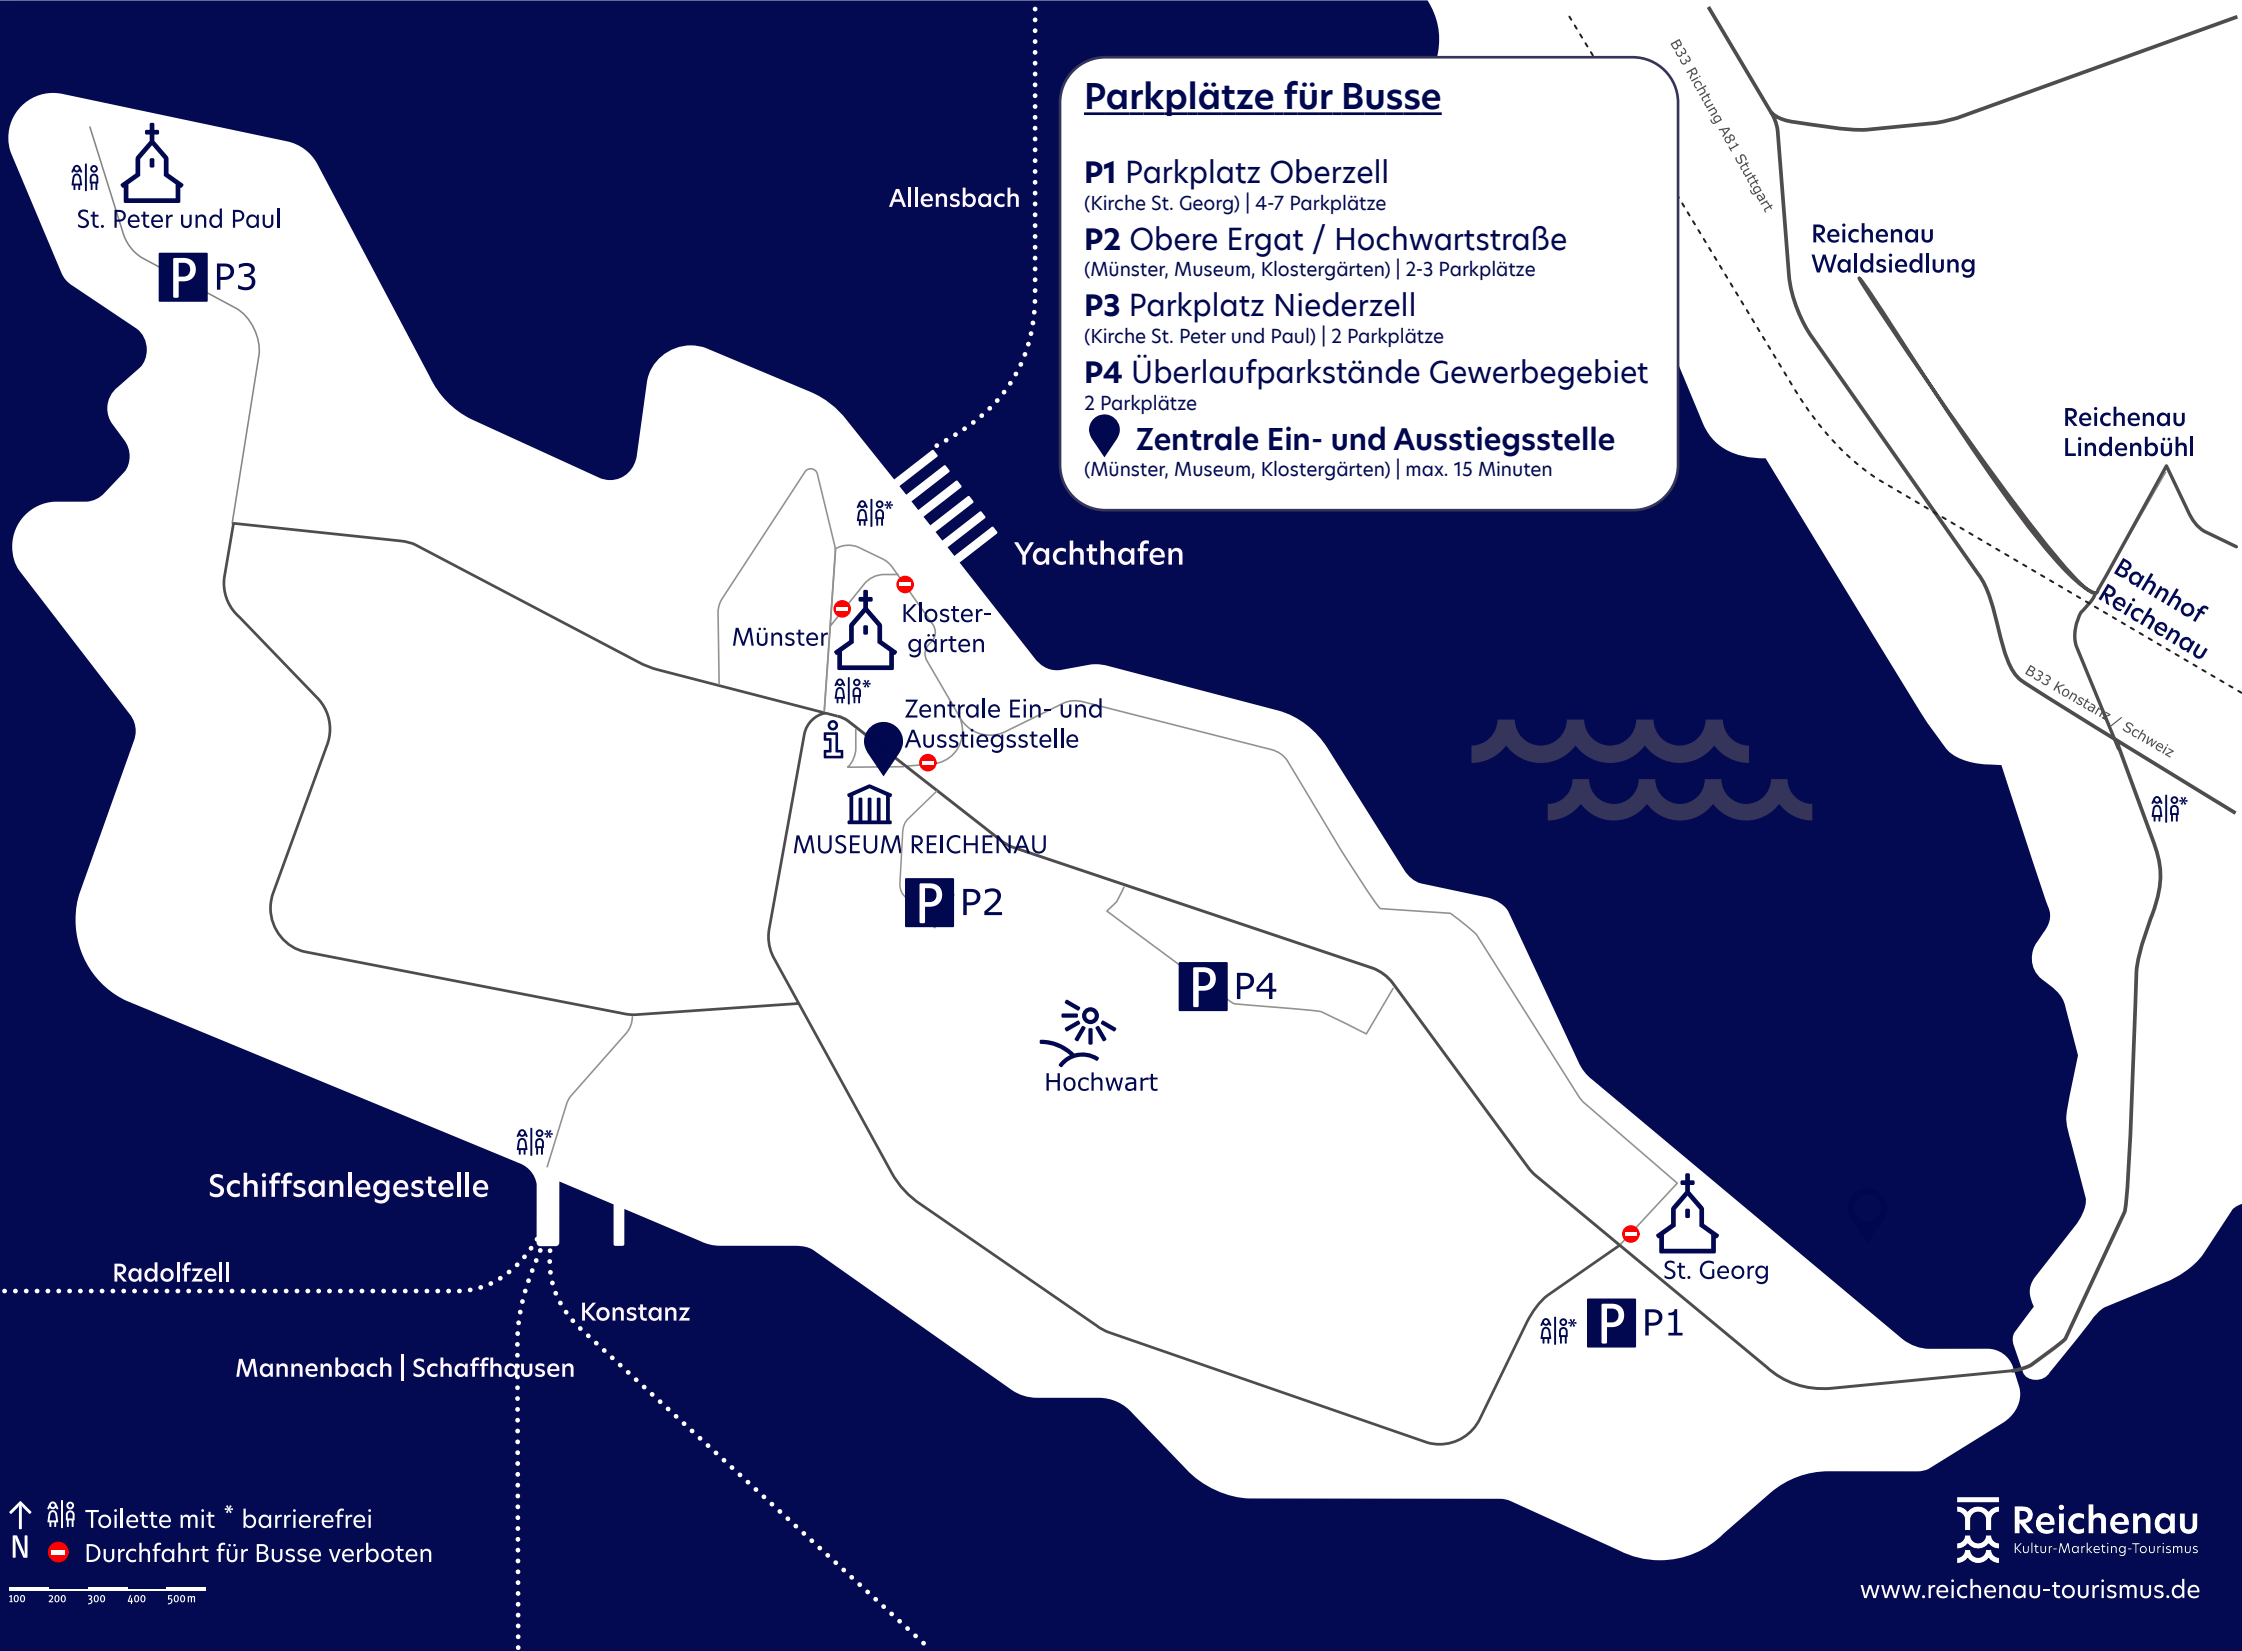 Parkplätze für Busse
P1 Parkplatz Oberzell
(Kirche St. Georg) | 4-7 Parkplätze
P2 Obere Ergat / Hochwartstraße
(Münster, Museum, Klostergärten) | 2-3 Parkplätze
P3 Parkplatz Niederzell
(Kirche St. Peter und Paul) | 2 Parkplätze
P4 Überlaufparkstände Gewerbegebiet
2 Parkplätze
Zentrale Ein- und Ausstiegsstelle
(Münster, Museum, Klostergärten) | max. 15 Minuten
B33 Richtung A81 Stuttgart
Allensbach
St. Peter und Paul
P P3
Reichenau
Waldsiedlung
Reichenau
Lindenbühl
Bahnhof
Reichenau
B33 Konstanz / Schweiz
Yachthafen
Münster
Kloster-
gärten
Zentrale Ein- und
Ausstiegsstelle
i
MUSEUM REICHENAU
P P2
P P4
Hochwart
St. Georg
P P1
Schiffsanlegestelle
Radolfzell
Konstanz
Mannenbach | Schaffhausen
Toilette mit * barrierefrei
N
Durchfahrt für Busse verboten
100 200 300 400 500m
Reichenau
Kultur-Marketing-Tourismus
www.reichenau-tourismus.de